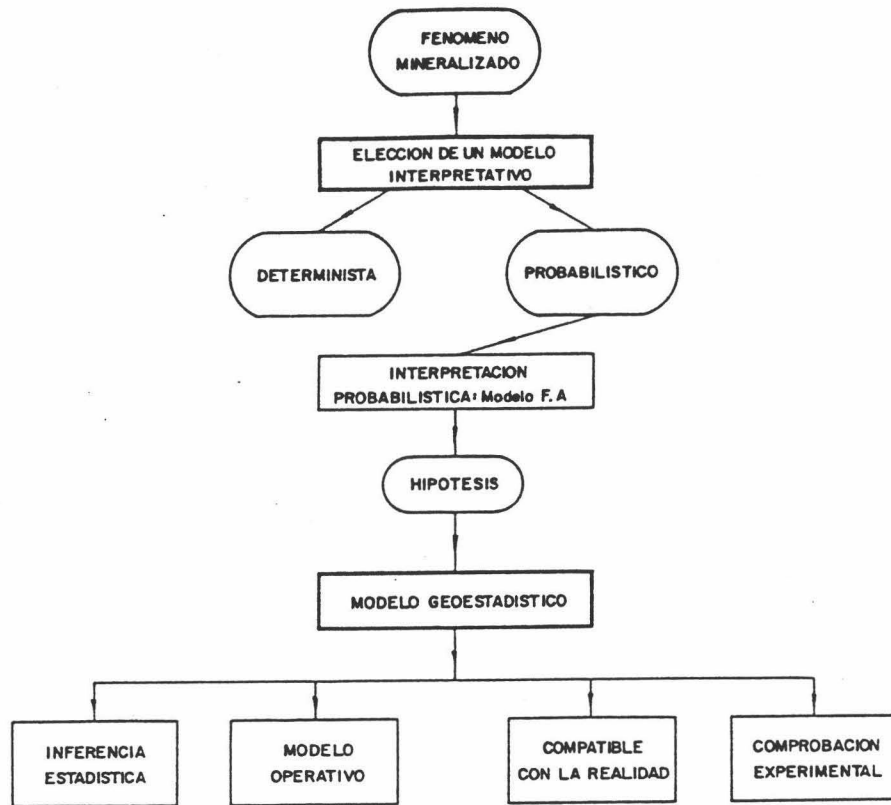 FENOMENO
MINERALIZADO
ELECCION DE UN MODELO
INTERPRETATIVO
DETERMINISTA
PROBABILISTICO
INTERPRETACION
PROBABILISTICA: Modelo F. A
HIPOTESIS
MODELO GEOESTADISTICO
INFERENCIA
ESTADISTICA
MODELO
OPERATIVO
COMPATIBLE
CON LA REALIDAD
COMPROBACION
EXPERIMENTAL